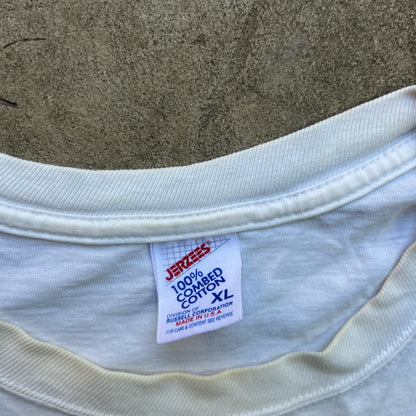 JERZEES
100%
COMBED
COTTON XL
DIVISION OF
RUSSELL CORPORATION
MADE IN U.S.A.
FOR CARE & CONTENT SEE REVERSE